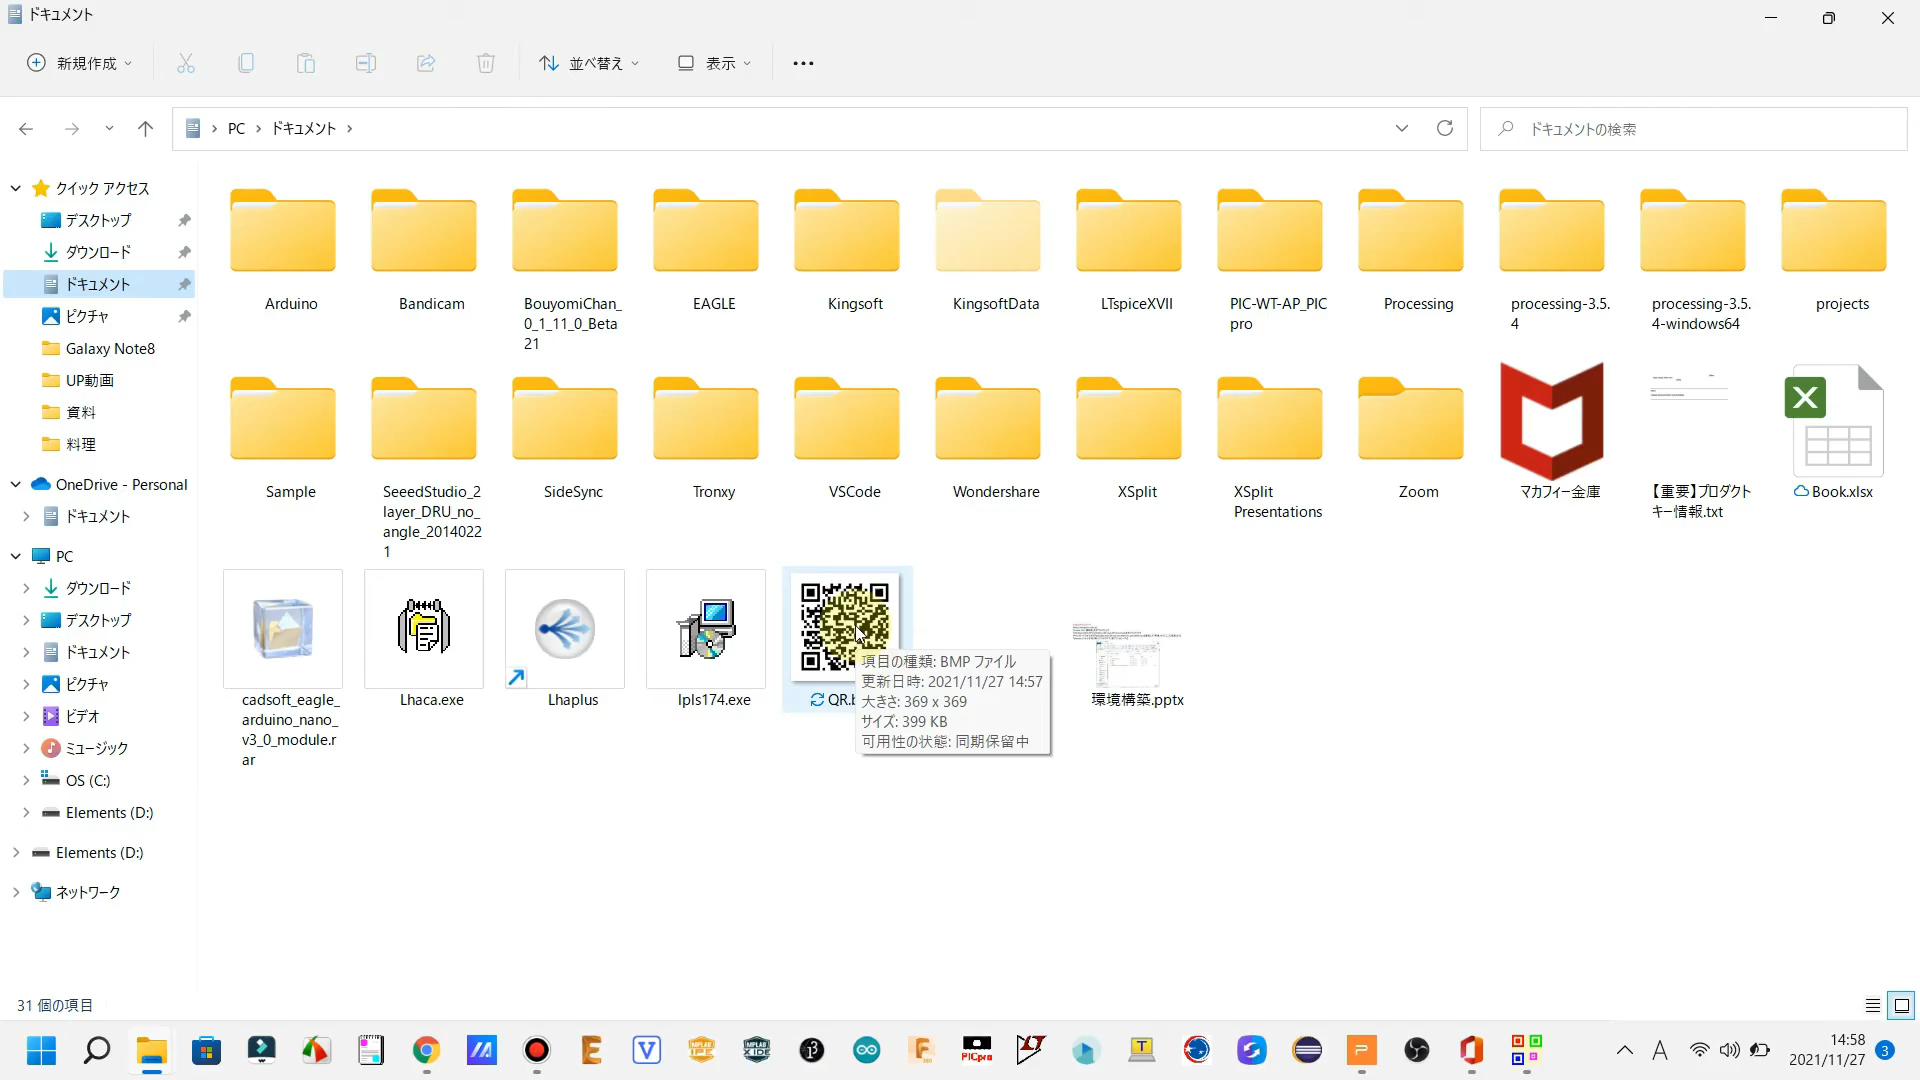 ドキュメント
新規作成
並べ替え
表示
PC
ドキュメント
ドキュメントの検索
クイック アクセス
デスクトップ
ダウンロード
ドキュメント
ピクチャ
Galaxy Note8
UP動画
資料
料理
OneDrive - Personal
ドキュメント
PC
ダウンロード
デスクトップ
ドキュメント
ピクチャ
ビデオ
ミュージック
OS (C:)
Elements (D:)
Elements (D:)
ネットワーク
Arduino
Bandicam
BouyomiChan_
0_1_11_0_Beta
21
EAGLE
Kingsoft
KingsoftData
LTspiceXVII
PIC-WT-AP_PIC
pro
Processing
processing-3.5.
4
processing-3.5.
4-windows64
projects
Sample
SeeedStudio_2
layer_DRU_no_
angle_2014022
1
SideSync
Tronxy
VSCode
Wondershare
XSplit
XSplit
Presentations
Zoom
マカフィー金庫
【重要】プロダクト
キー情報.txt
Book.xlsx
cadsoft_eagle_
arduino_nano_
v3_0_module.r
ar
Lhaca.exe
Lhaplus
lpls174.exe
QR.b
項目の種類: BMP ファイル
更新日時: 2021/11/27 14:57
大きさ: 369 x 369
サイズ: 399 KB
可用性の状態: 同期保留中
環境構築.pptx
31 個の項目
PICpro
A
14:58
2021/11/27
3